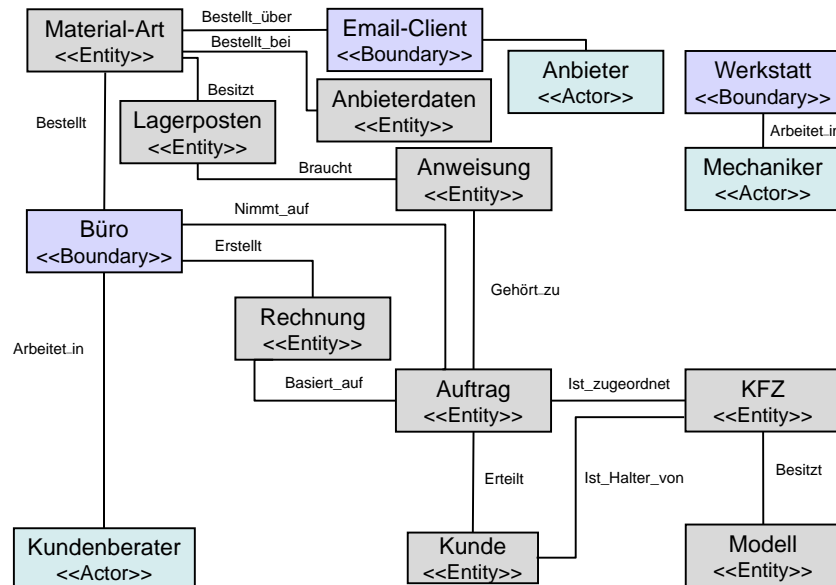 Material-Art
<<Entity>>
Bestellt_über
Email-Client
<<Boundary>>
Bestellt_bei
Anbieter
<<Actor>>
Werkstatt
<<Boundary>>
Besitzt
Anbieterdaten
<<Entity>>
Bestellt
Lagerposten
<<Entity>>
Arbeitet_in
Braucht
Anweisung
<<Entity>>
Mechaniker
<<Actor>>
Büro
<<Boundary>>
Nimmt_auf
Erstellt
Gehört_zu
Rechnung
<<Entity>>
Arbeitet_in
Basiert_auf
Auftrag
<<Entity>>
Ist_zugeordnet
KFZ
<<Entity>>
Erteilt
Ist_Halter_von
Besitzt
Kundenberater
<<Actor>>
Kunde
<<Entity>>
Modell
<<Entity>>